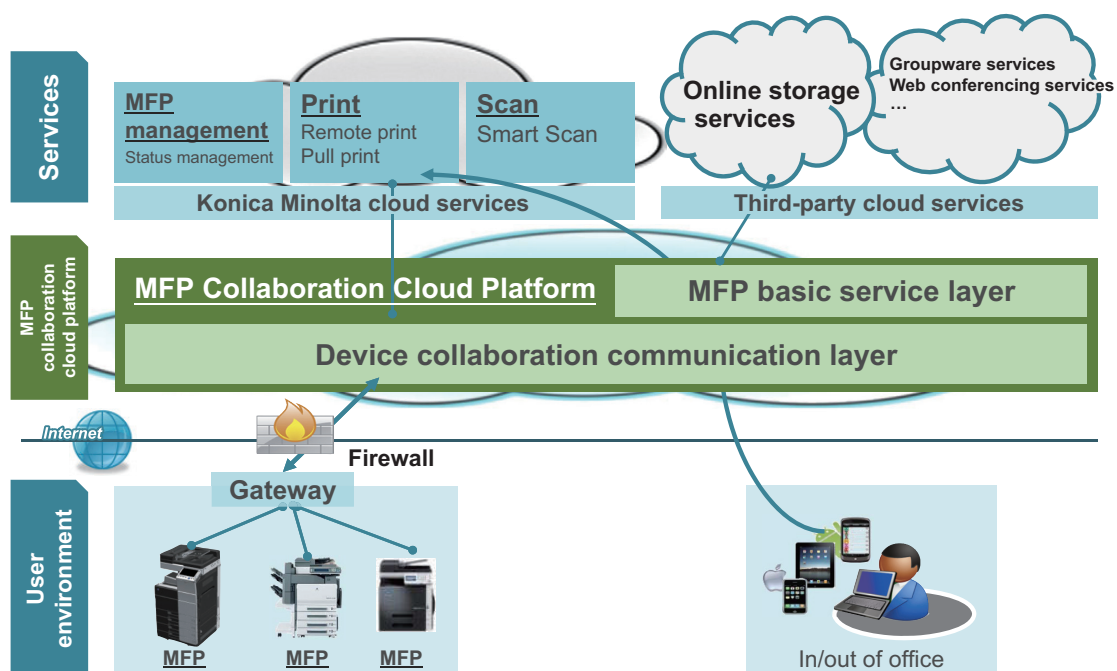 Services
MFP
management
Status management
Print
Remote print
Pull print
Scan
Smart Scan
Konica Minolta cloud services
Online storage
services
Groupware services
Web conferencing services
...
Third-party cloud services
MFP
collaboration
cloud platform
MFP Collaboration Cloud Platform
MFP basic service layer
Device collaboration communication layer
Internet
Firewall
User
environment
Gateway
MFP
MFP
MFP
In/out of office